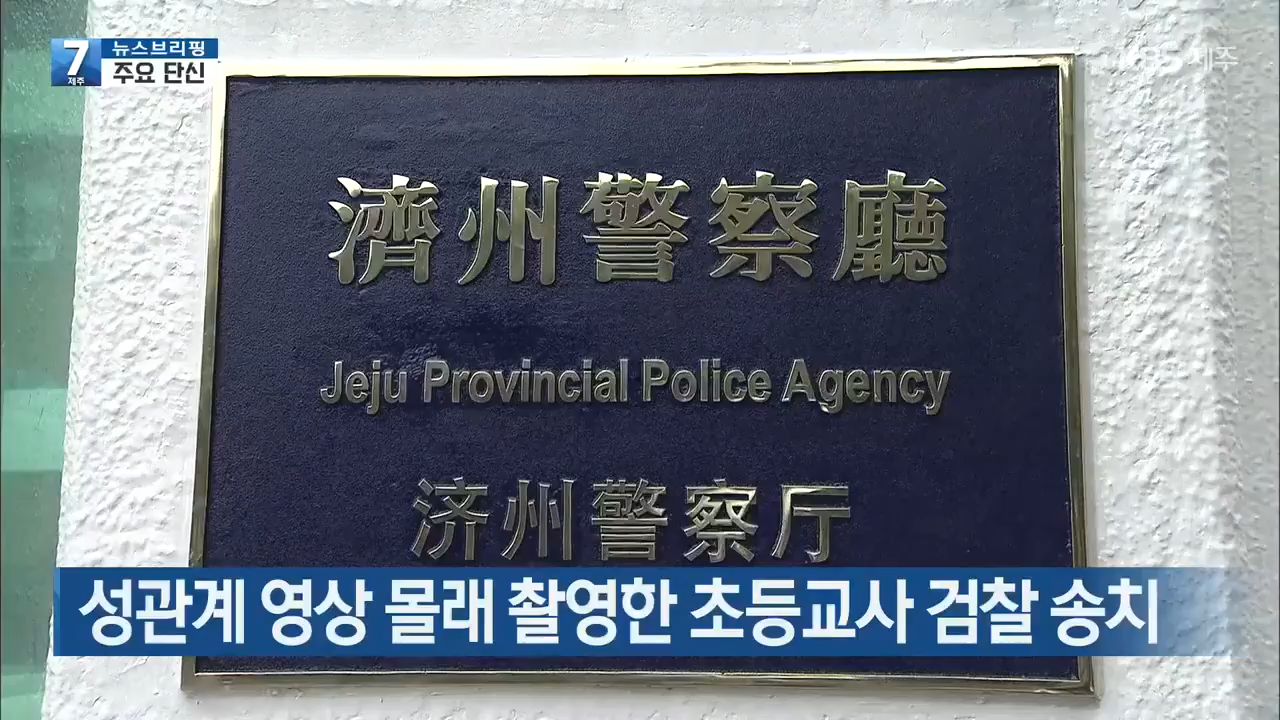 7 제주
뉴스브리핑
주요 단신
KBS 제주
濟州警察廳
Jeju Provincial Police Agency
济州警察厅
성관계 영상 몰래 촬영한 초등교사 검찰 송치